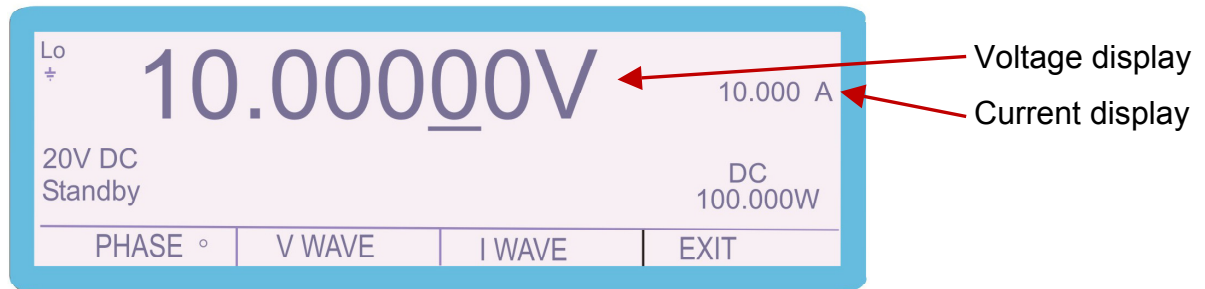 Lo
10.00000V
10.000 A
20V DC
Standby
DC
100.000W
PHASE °
V WAVE
I WAVE
EXIT
Voltage display
Current display